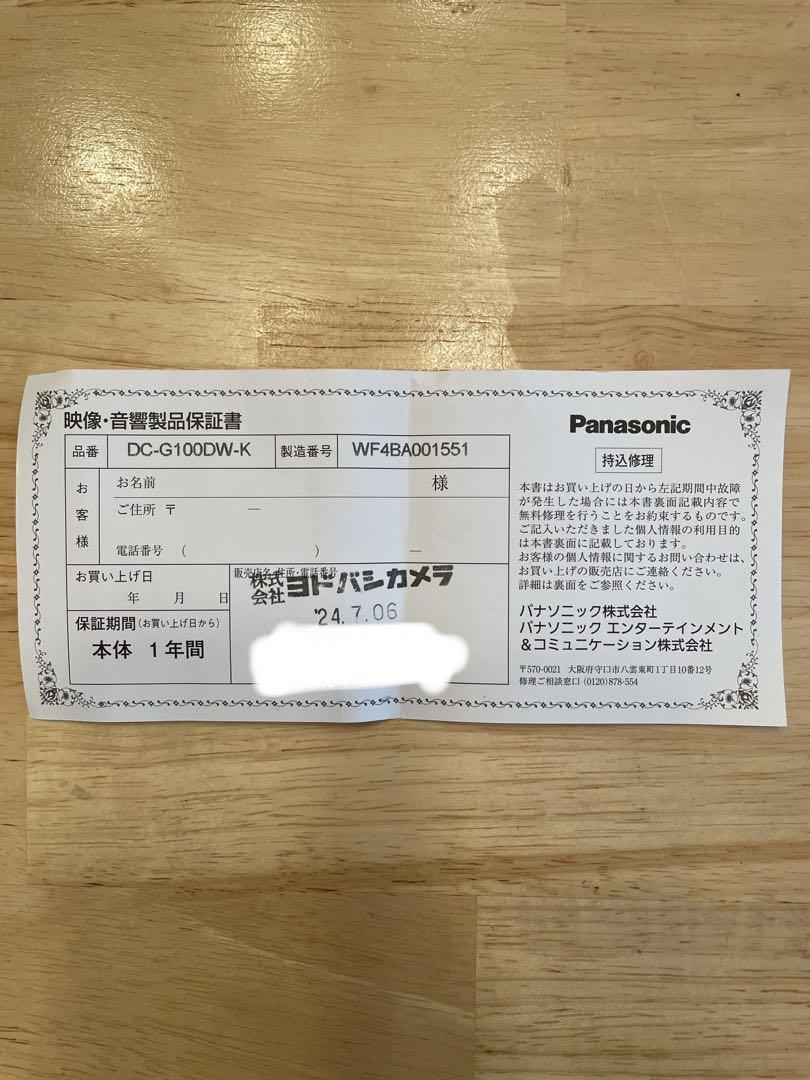 映像・音響製品保証書
品番 DC-G100DW-K 製造番号 WF4BA001551
お客様
お名前 様
ご住所 〒 ―
電話番号 ( ) ―
お買い上げ日
年 月 日
保証期間(お買い上げ日から)
本体 1年間
販売店名・住所・電話番号
株式会社ヨドバシカメラ
'24.7.06
Panasonic
持込修理
本書はお買い上げの日から左記期間中故障
が発生した場合には本書裏面記載内容で
無料修理を行うことをお約束するものです。
ご記入いただきました個人情報の利用目的
は本書裏面に記載しております。
お客様の個人情報に関するお問い合わせは、
お買い上げの販売店にご連絡ください。
詳細は裏面をご参照ください。
パナソニック株式会社
パナソニック エンターテインメント
&コミュニケーション株式会社
〒570-0021 大阪府守口市八雲東町1丁目10番12号
修理ご相談窓口 (0120)878-554